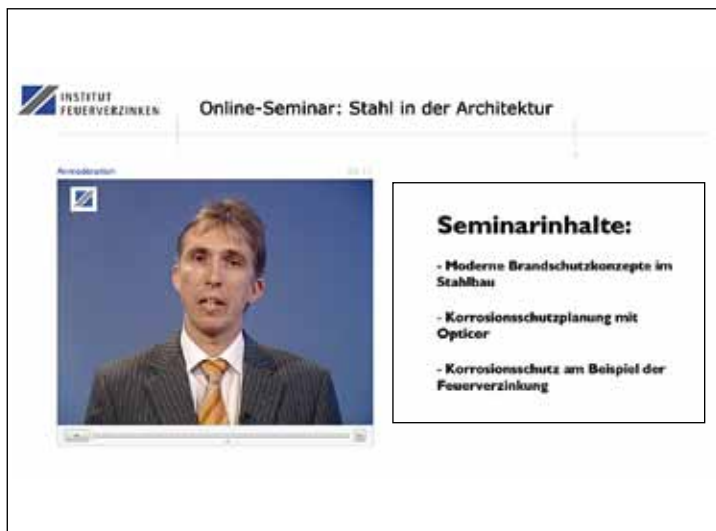 INSTITUT
FEUERVERZINKEN
Online-Seminar: Stahl in der Architektur
Anmoderation
Seminarinhalte:
- Moderne Brandschutzkonzepte im
Stahlbau
- Korrosionsschutzplanung mit
Opticor
- Korrosionsschutz am Beispiel der
Feuerverzinkung